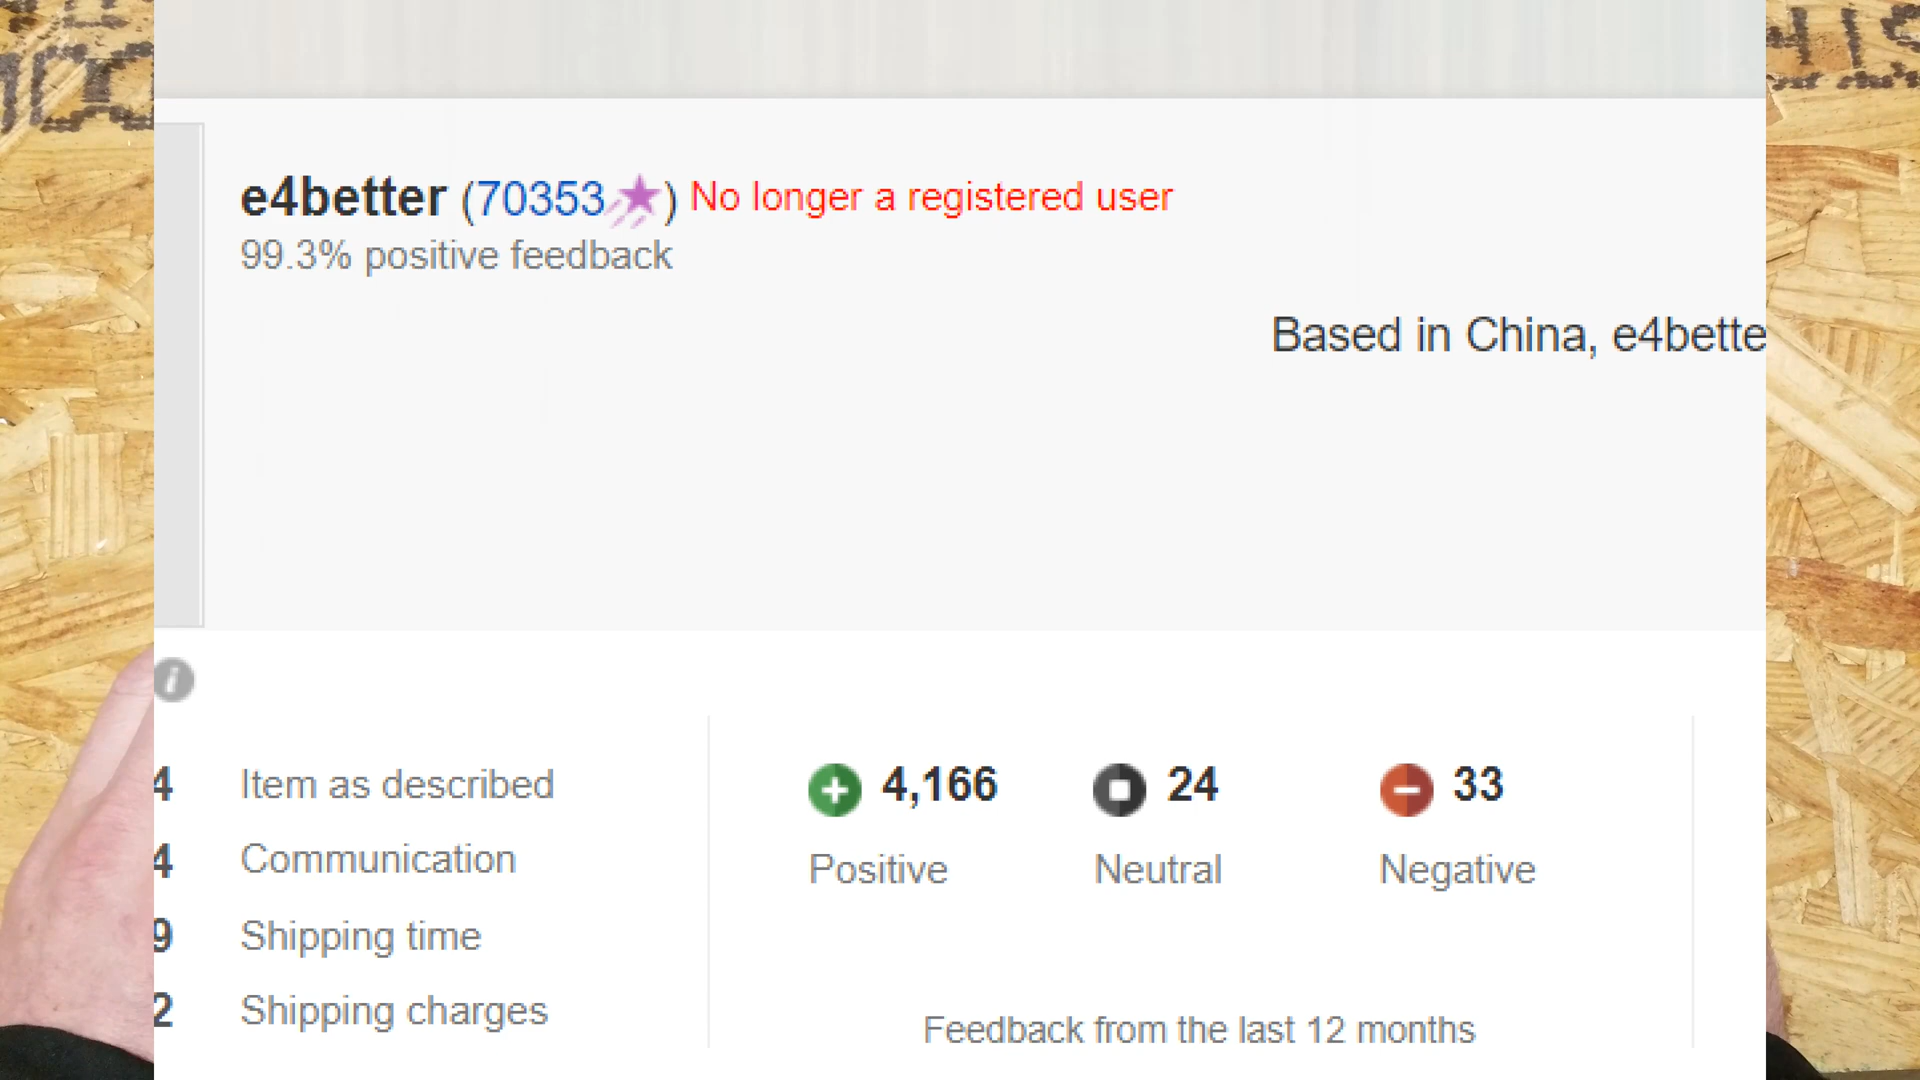 e4better (70353) No longer a registered user
99.3% positive feedback
Based in China, e4bette
4 Item as described
4 Communication
9 Shipping time
2 Shipping charges
4,166 24 33
Positive Neutral Negative
Feedback from the last 12 months